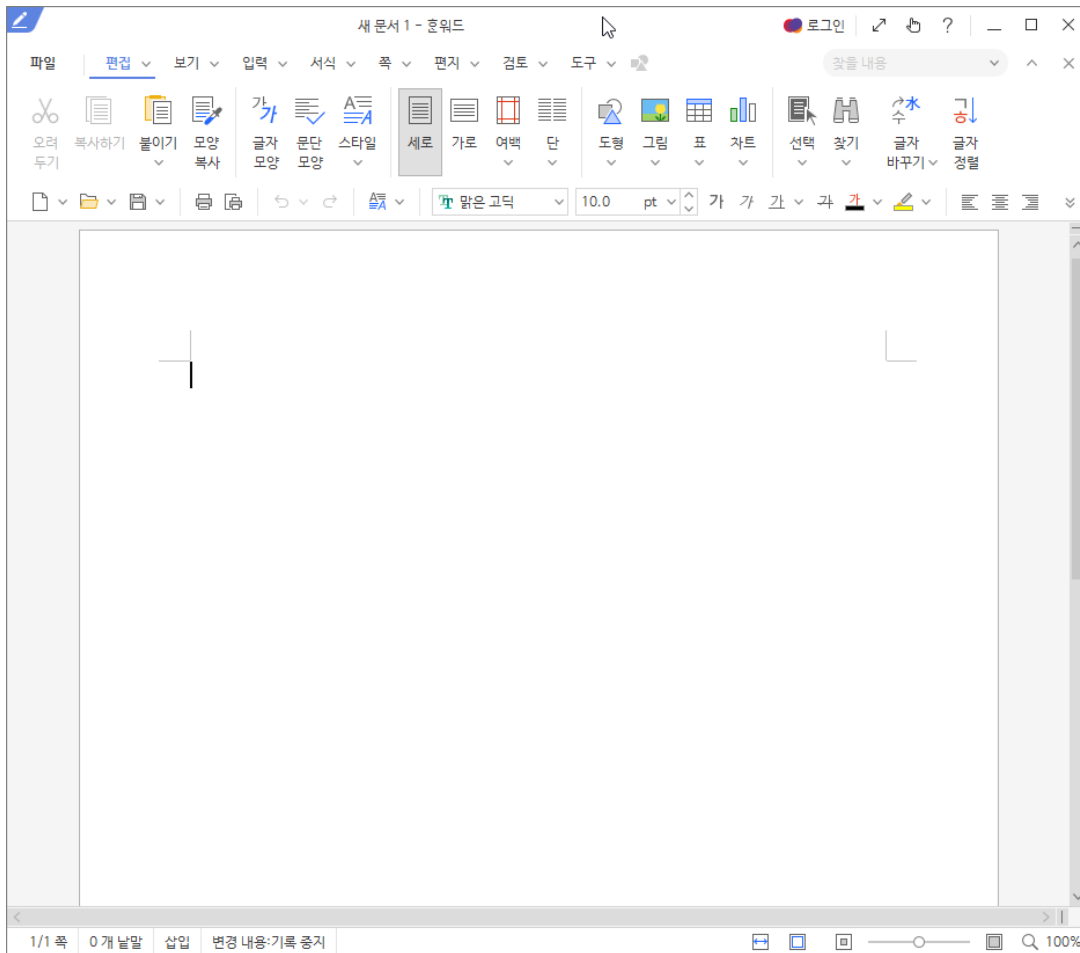 새 문서 1 - 훈워드
로그인
파일 편집 보기 입력 서식 쪽 편지 검토 도구 찾을 내용
오려 두기 복사하기 붙이기 모양 복사 글자 모양 문단 모양 스타일 세로 가로 여백 단 도형 그림 표 차트 선택 찾기 글자 바꾸기 글자 정렬
맑은 고딕 10.0 pt 가 가 가 가 가
1/1 쪽 0 개 낱말 삽입 변경 내용:기록 중지 100%